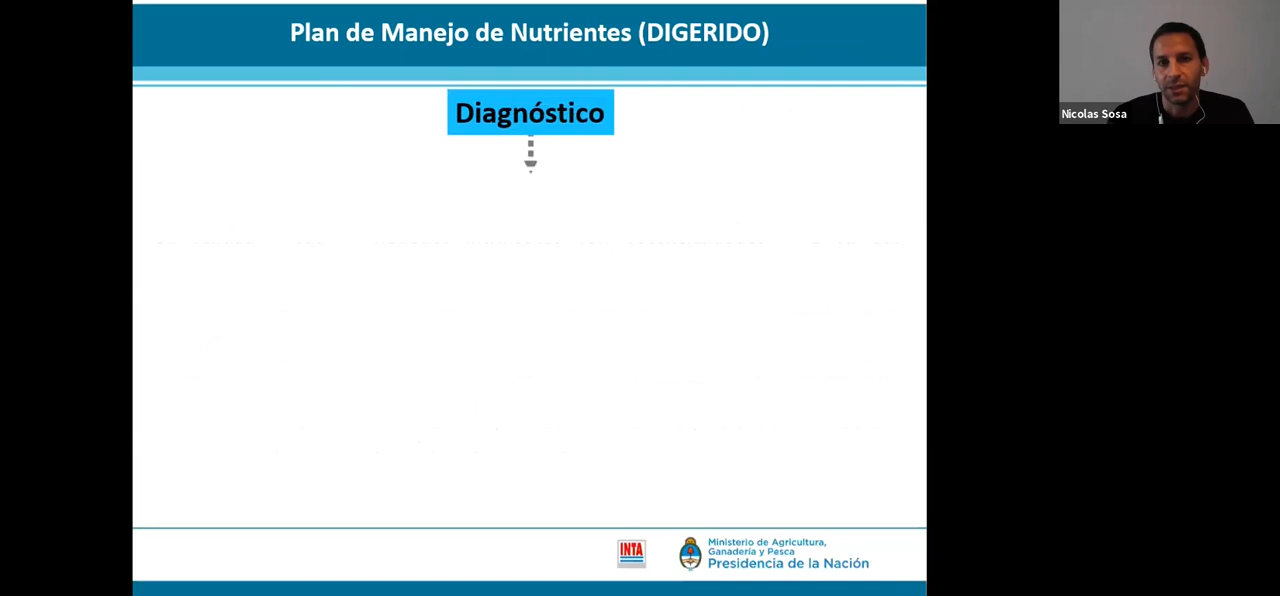 Plan de Manejo de Nutrientes (DIGERIDO)
Diagnóstico
Nicolas Sosa
INTA
Ministerio de Agricultura,
Ganadería y Pesca
Presidencia de la Nación